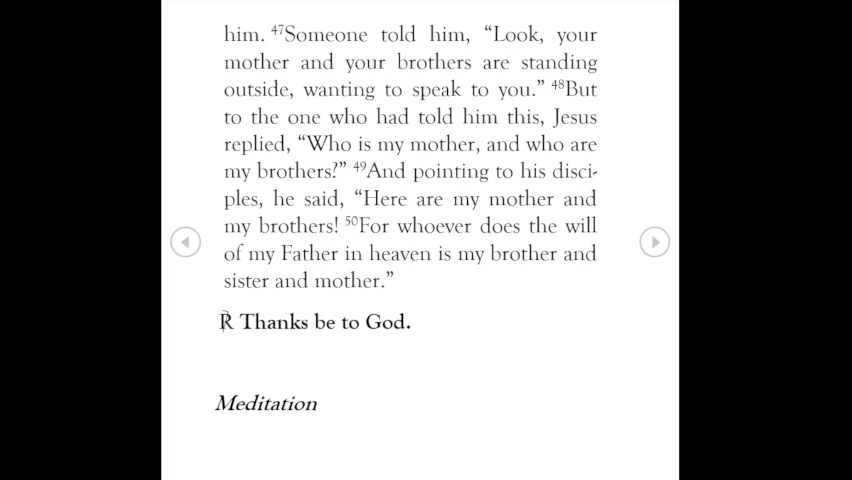 him. ⁴⁷Someone told him, “Look, your
mother and your brothers are standing
outside, wanting to speak to you.” ⁴⁸But
to the one who had told him this, Jesus
replied, “Who is my mother, and who are
my brothers?” ⁴⁹And pointing to his disci-
ples, he said, “Here are my mother and
my brothers! ⁵⁰For whoever does the will
of my Father in heaven is my brother and
sister and mother.”
℟ Thanks be to God.
Meditation